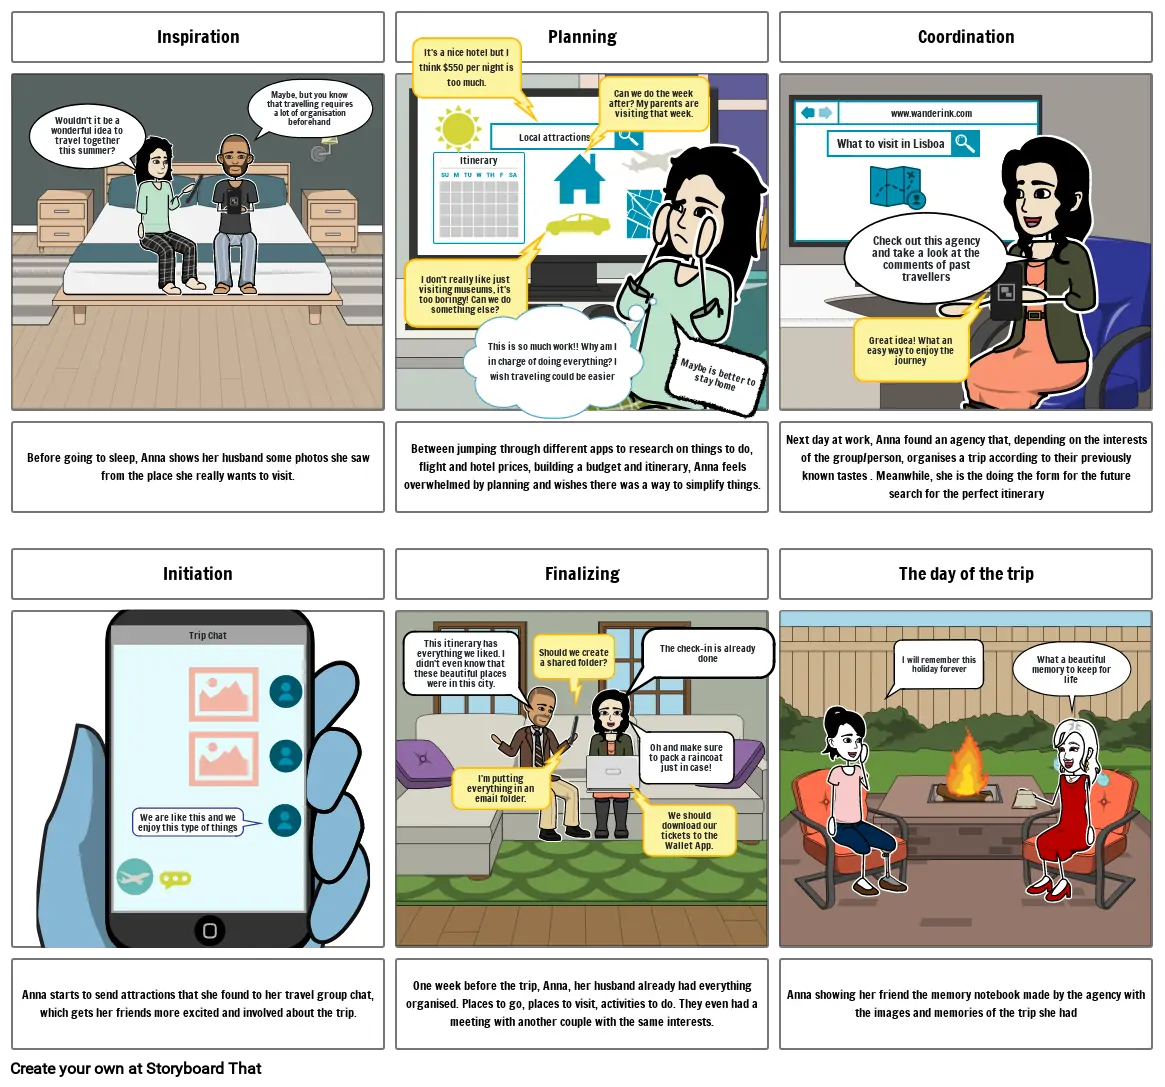 Inspiration
Wouldn't it be a
wonderful idea to
travel together
this summer?
Maybe, but you know
that travelling requires
a lot of organisation
beforehand
Before going to sleep, Anna shows her husband some photos she saw
from the place she really wants to visit.
Planning
It's a nice hotel but I
think $550 per night is
too much.
Can we do the week
after? My parents are
visiting that week.
Local attractions
Itinerary
SU M TU W TH F SA
I don't really like just
visiting museums, it's
too boringy! Can we do
something else?
This is so much work!! Why am I
in charge of doing everything? I
wish traveling could be easier
Maybe is better to
stay home
Between jumping through different apps to research on things to do,
flight and hotel prices, building a budget and itinerary, Anna feels
overwhelmed by planning and wishes there was a way to simplify things.
Coordination
www.wanderink.com
What to visit in Lisboa
Check out this agency
and take a look at the
comments of past
travellers
Great idea! What an
easy way to enjoy the
journey
Next day at work, Anna found an agency that, depending on the interests
of the group/person, organises a trip according to their previously
known tastes . Meanwhile, she is the doing the form for the future
search for the perfect itinerary
Initiation
Trip Chat
We are like this and we
enjoy this type of things
Anna starts to send attractions that she found to her travel group chat,
which gets her friends more excited and involved about the trip.
Finalizing
This itinerary has
everything we liked. I
didn't even know that
these beautiful places
were in this city.
Should we create
a shared folder?
The check-in is already
done
Oh and make sure
to pack a raincoat
just in case!
I'm putting
everything in an
email folder.
We should
download our
tickets to the
Wallet App.
One week before the trip, Anna, her husband already had everything
organised. Places to go, places to visit, activities to do. They even had a
meeting with another couple with the same interests.
The day of the trip
I will remember this
holiday forever
What a beautiful
memory to keep for
life
Anna showing her friend the memory notebook made by the agency with
the images and memories of the trip she had
Create your own at Storyboard That